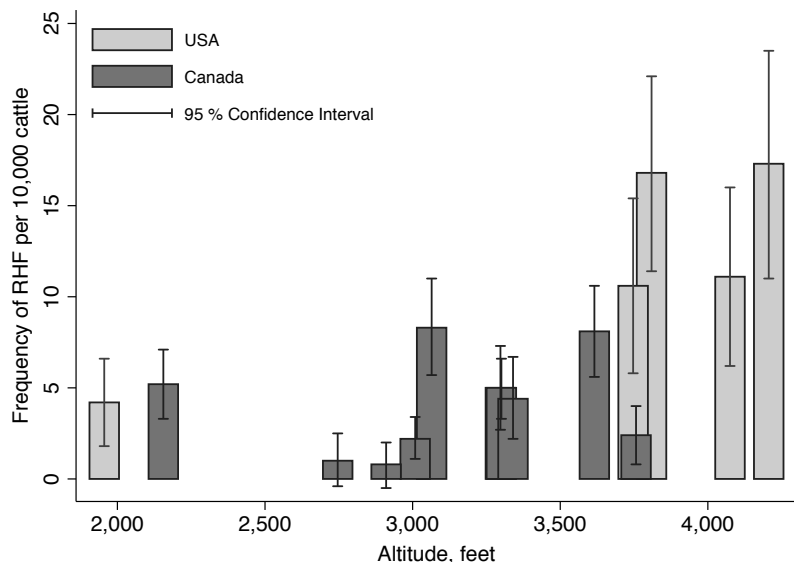 25
20
15
10
5
0
Frequency of RHF per 10,000 cattle
USA
Canada
95 % Confidence Interval
2,000 2,500 3,000 3,500 4,000
Altitude, feet